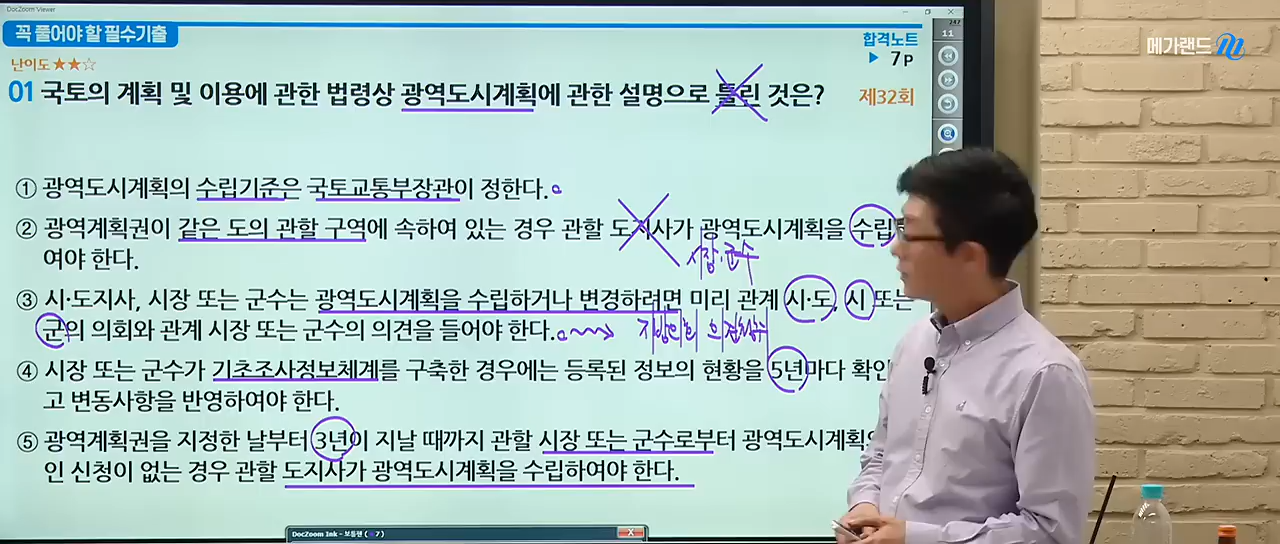 DocZoom Viewer
꼭 풀어야 할 필수기출
합격노트
▶ 7P
11
메가랜드
난이도★★☆
01 국토의 계획 및 이용에 관한 법령상 광역도시계획에 관한 설명으로 틀린 것은? 제32회
① 광역도시계획의 수립기준은 국토교통부장관이 정한다.
② 광역계획권이 같은 도의 관할 구역에 속하여 있는 경우 관할 도지사가 광역도시계획을 수립
여야 한다.
시장·군수
③ 시·도지사, 시장 또는 군수는 광역도시계획을 수립하거나 변경하려면 미리 관계 시·도, 시 또는
군의 의회와 관계 시장 또는 군수의 의견을 들어야 한다.
④ 시장 또는 군수가 기초조사정보체계를 구축한 경우에는 등록된 정보의 현황을 5년마다 확인
고 변동사항을 반영하여야 한다.
⑤ 광역계획권을 지정한 날부터 3년이 지날 때까지 관할 시장 또는 군수로부터 광역도시계획
인 신청이 없는 경우 관할 도지사가 광역도시계획을 수립하여야 한다.
DocZoom Ink - 보통펜 (7)